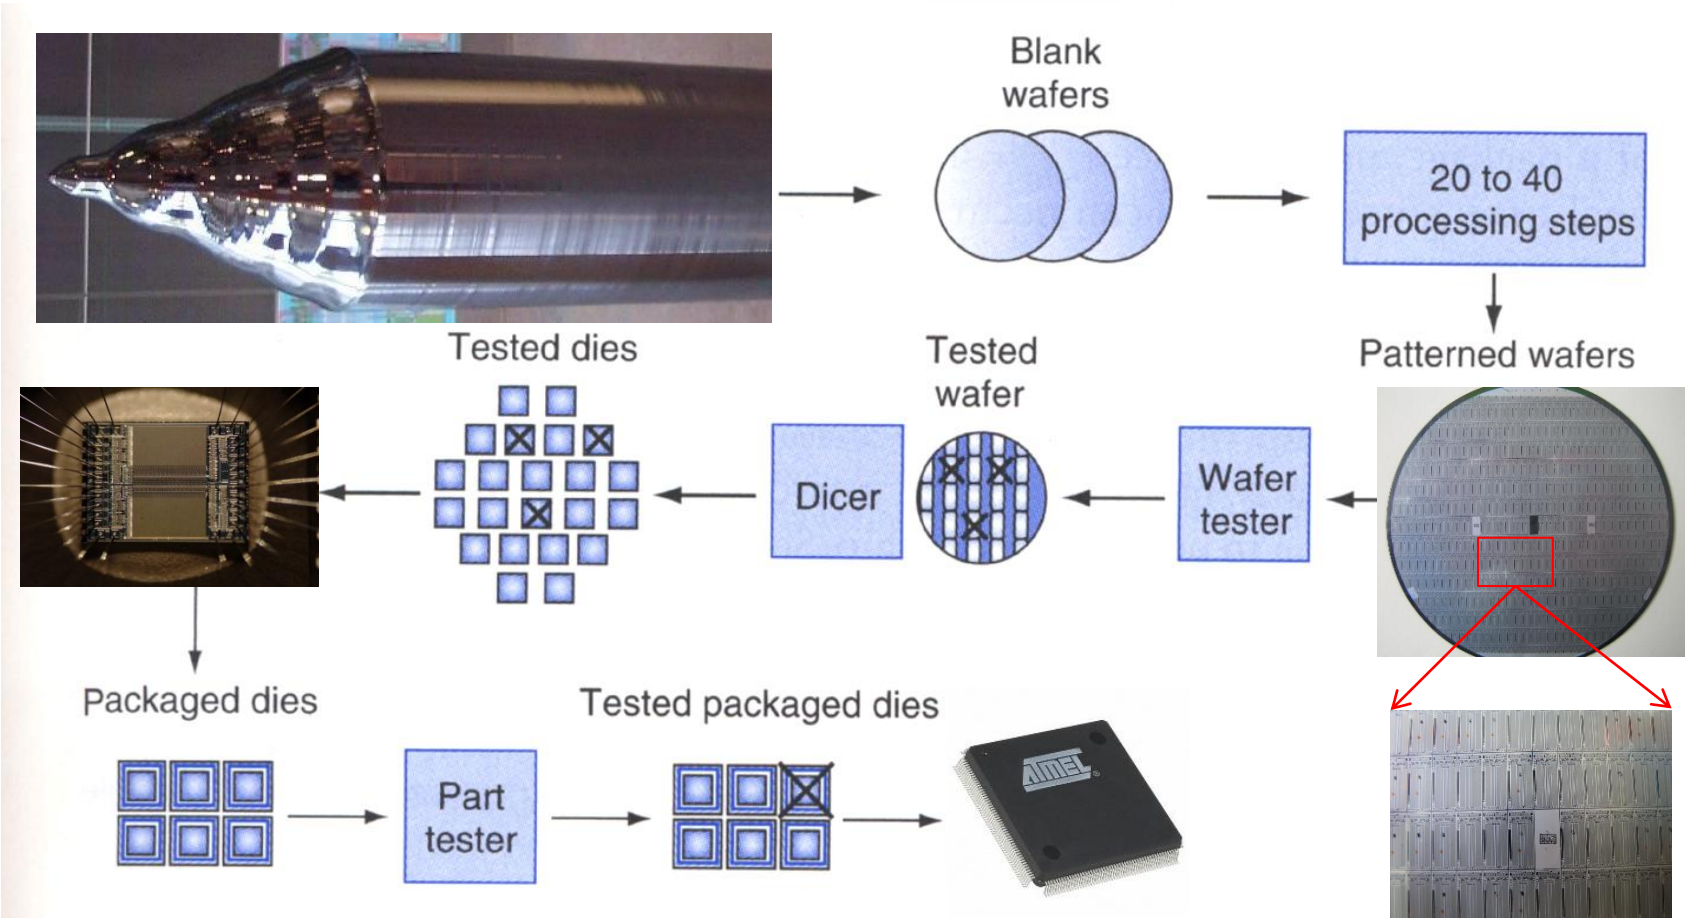 Blank
wafers
20 to 40
processing steps
Tested dies
Tested
wafer
Patterned wafers
Dicer
Wafer
tester
Packaged dies
Tested packaged dies
Part
tester
ATMEL
®